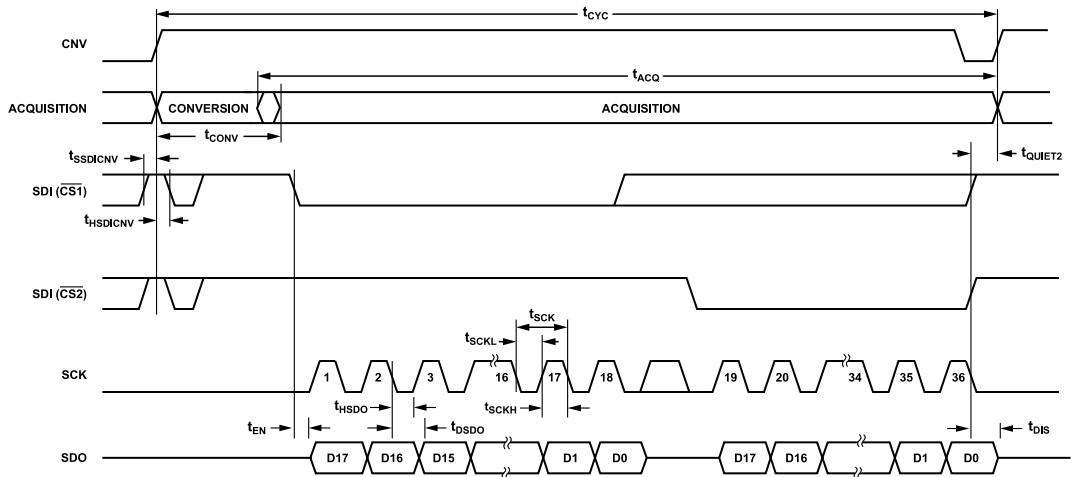 tCYC
CNV
tACQ
ACQUISITION
CONVERSION
ACQUISITION
tCONV
tSSDICNV
tQUIET2
SDI (CS1)
tHSDICNV
SDI (CS2)
tSCK
tSCKL
SCK
1 2 3 16 17 18 19 20 34 35 36
tHSDO
tSCKH
tEN
tDSDO
tDIS
SDO
D17 D16 D15 D1 D0 D17 D16 D1 D0